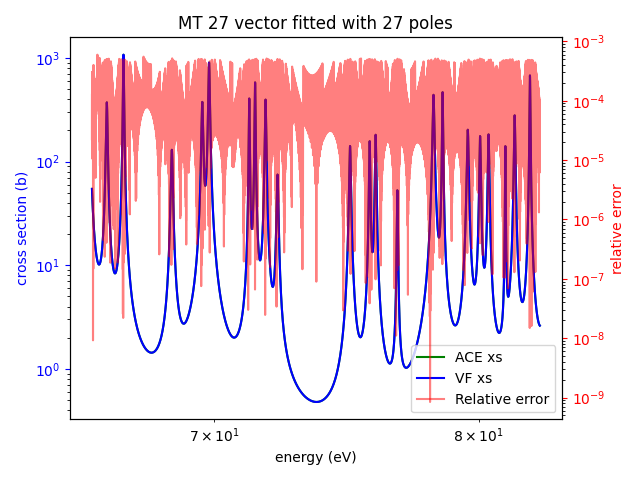 MT 27 vector fitted with 27 poles
cross section (b)
10³
10²
10¹
10⁰
10⁻³
10⁻⁴
10⁻⁵
10⁻⁶
10⁻⁷
10⁻⁸
10⁻⁹
relative error
ACE xs
VF xs
Relative error
7 × 10¹
8 × 10¹
energy (eV)